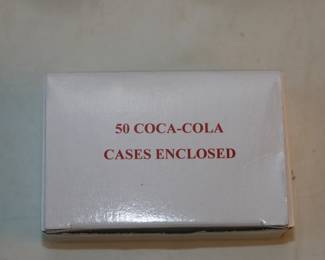 50 COCA-COLA
CASES ENCLOSED